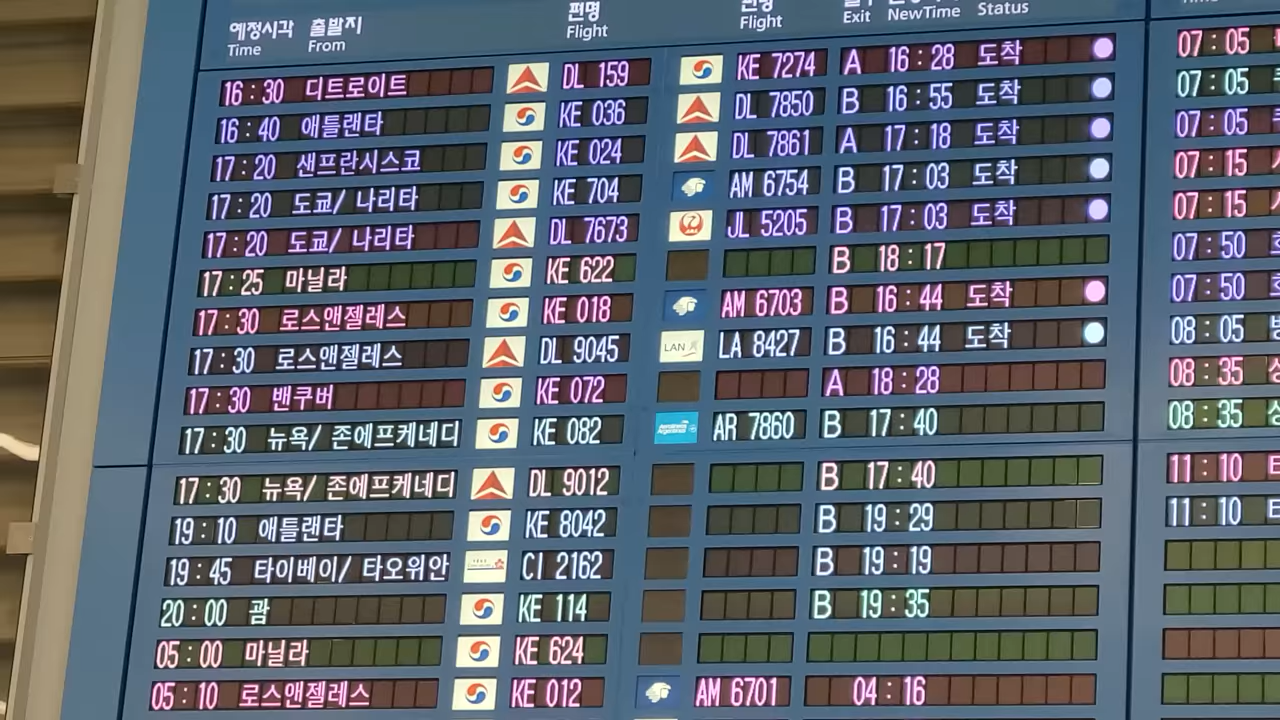 예정시각 출발지 편명 편명
Time From Flight Flight Exit NewTime Status
16:30 디트로이트 DL 159 KE 7274 A 16:28 도착
16:40 애틀랜타 KE 036 DL 7850 B 16:55 도착
17:20 샌프란시스코 KE 024 DL 7861 A 17:18 도착
17:20 도쿄/ 나리타 KE 704 AM 6754 B 17:03 도착
17:20 도쿄/ 나리타 DL 7673 JL 5205 B 17:03 도착
17:25 마닐라 KE 622 B 18:17
17:30 로스앤젤레스 KE 018 AM 6703 B 16:44 도착
17:30 로스앤젤레스 DL 9045 LAN LA 8427 B 16:44 도착
17:30 밴쿠버 KE 072 A 18:28
17:30 뉴욕/ 존에프케네디 KE 082 AR 7860 B 17:40
17:30 뉴욕/ 존에프케네디 DL 9012 B 17:40
19:10 애틀랜타 KE 8042 B 19:29
19:45 타이베이/ 타오위안 CI 2162 B 19:19
20:00 괌 KE 114 B 19:35
05:00 마닐라 KE 624
05:10 로스앤젤레스 KE 012 AM 6701 04:16
07:05
07:05
07:05
07:15
07:15
07:50
07:50
08:05
08:35
08:35
11:10
11:10